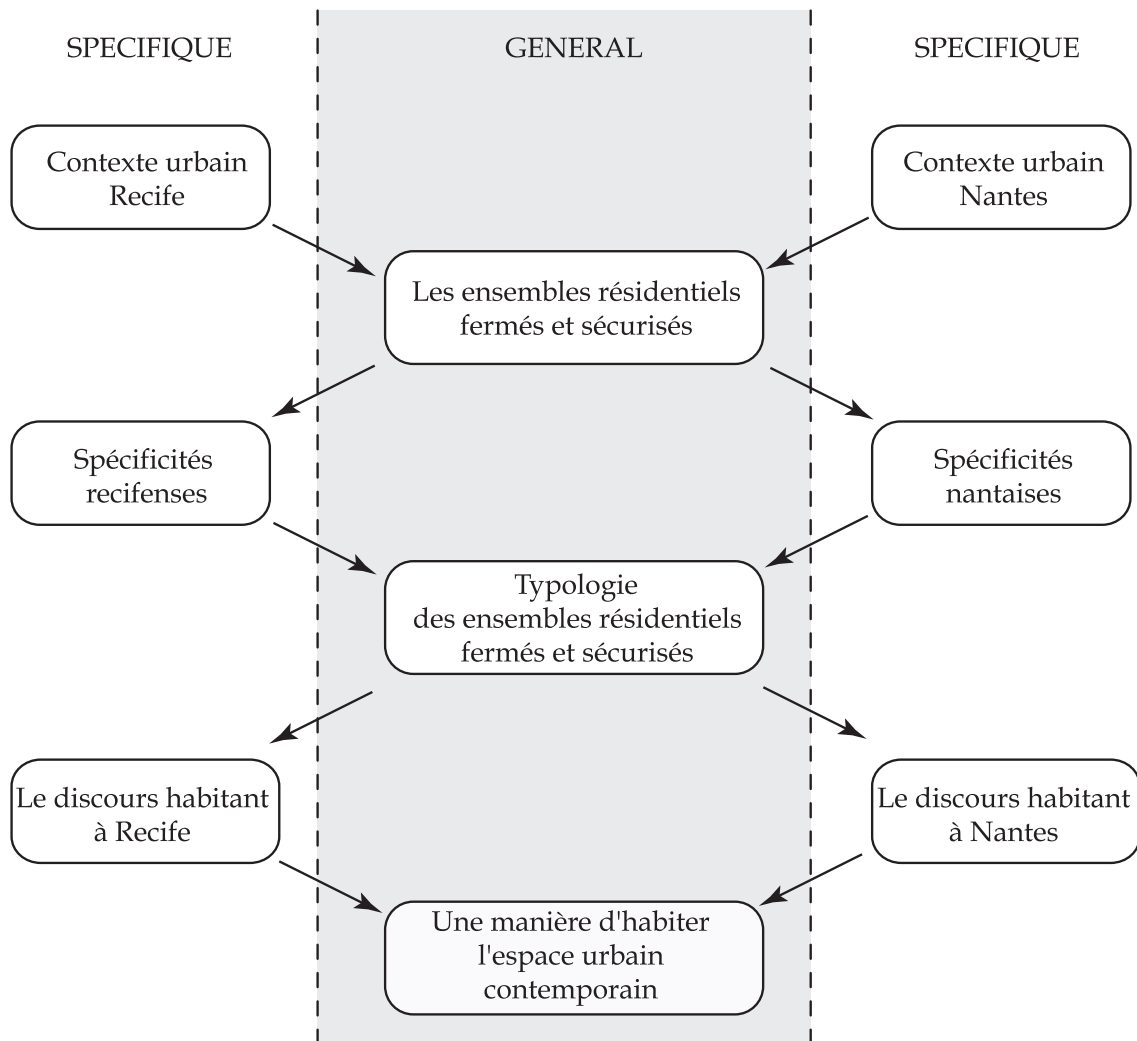 SPECIFIQUE
GENERAL
SPECIFIQUE
Contexte urbain
Recife
Contexte urbain
Nantes
Les ensembles résidentiels
fermés et sécurisés
Spécificités
recifenses
Spécificités
nantaises
Typologie
des ensembles résidentiels
fermés et sécurisés
Le discours habitant
à Recife
Le discours habitant
à Nantes
Une manière d'habiter
l'espace urbain
contemporain